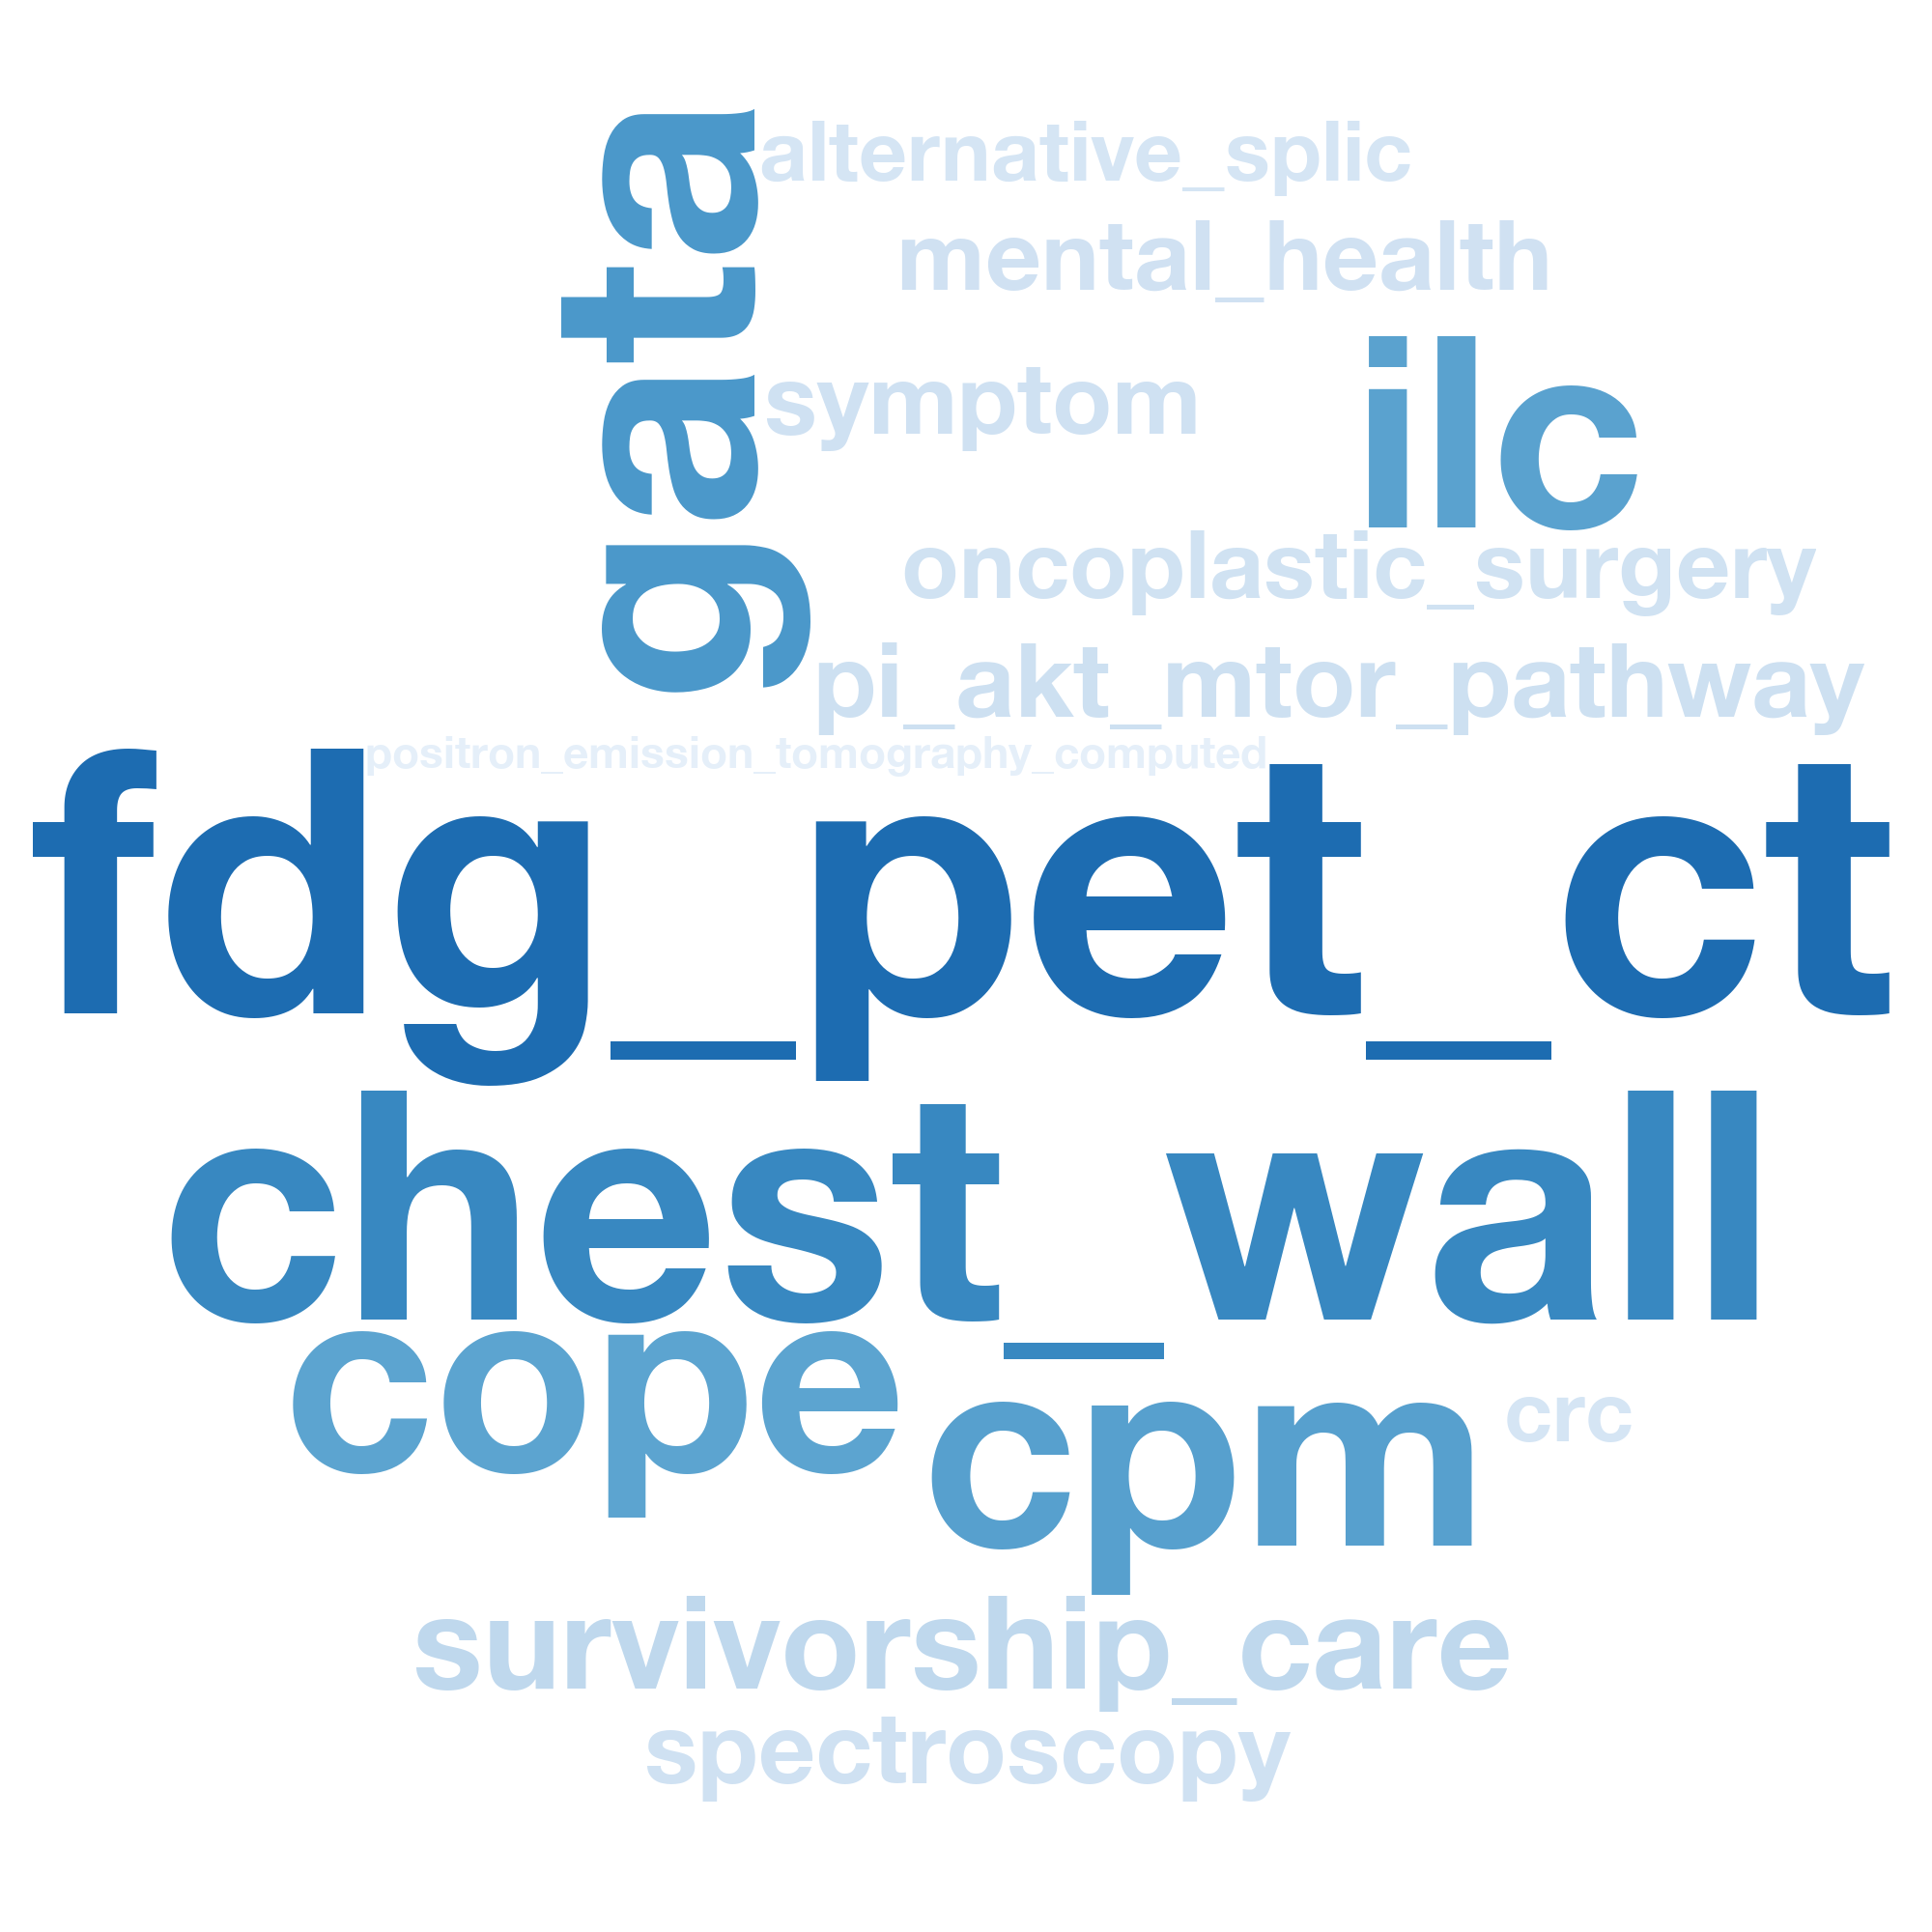 alternative_splic
mental_health
gata
symptom
ilc
oncoplastic_surgery
pi_akt_mtor_pathway
positron_emission_tomography_computed
fdg_pet_ct
chest_wall
cope
cpm
crc
survivorship_care
spectroscopy